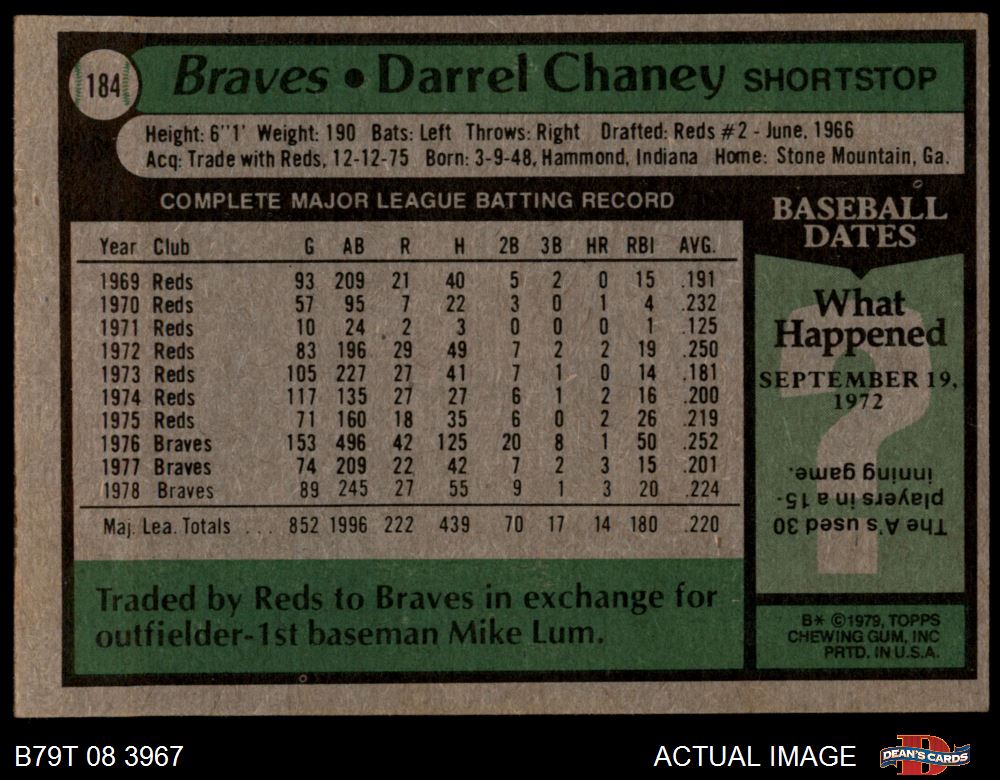 184 Braves • Darrel Chaney SHORTSTOP
Height: 6"1' Weight: 190 Bats: Left Throws: Right Drafted: Reds #2 - June, 1966
Acq: Trade with Reds, 12-12-75 Born: 3-9-48, Hammond, Indiana Home: Stone Mountain, Ga.
COMPLETE MAJOR LEAGUE BATTING RECORD
Year Club G AB R H 2B 3B HR RBI AVG.
1969 Reds 93 209 21 40 5 2 0 15 .191
1970 Reds 57 95 7 22 3 0 1 4 .232
1971 Reds 10 24 2 3 0 0 0 1 .125
1972 Reds 83 196 29 49 7 2 2 19 .250
1973 Reds 105 227 27 41 7 1 0 14 .181
1974 Reds 117 135 27 27 6 1 2 16 .200
1975 Reds 71 160 18 35 6 0 2 26 .219
1976 Braves 153 496 42 125 20 8 1 50 .252
1977 Braves 74 209 22 42 7 2 3 15 .201
1978 Braves 89 245 27 55 9 1 3 20 .224
Maj. Lea. Totals . . . 852 1996 222 439 70 17 14 180 .220
Traded by Reds to Braves in exchange for
outfielder-1st baseman Mike Lum.
BASEBALL
DATES
What
Happened
SEPTEMBER 19,
1972
?
The A's used 30
players in a 15-
inning game.
B* ©1979, TOPPS
CHEWING GUM, INC
PRTD. IN U.S.A.
B79T 08 3967
ACTUAL IMAGE
D
DEAN'S CARDS